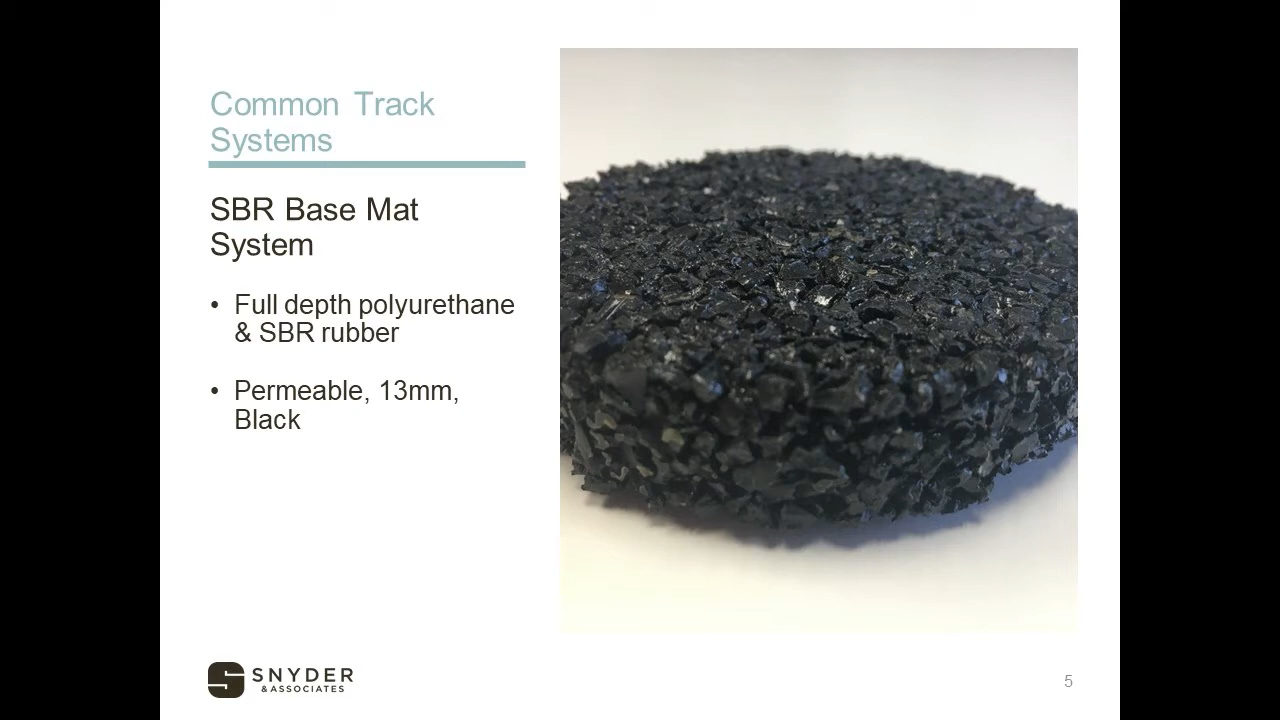 Common Track
Systems
SBR Base Mat
System
• Full depth polyurethane
& SBR rubber
• Permeable, 13mm,
Black
SNYDER
& ASSOCIATES
5